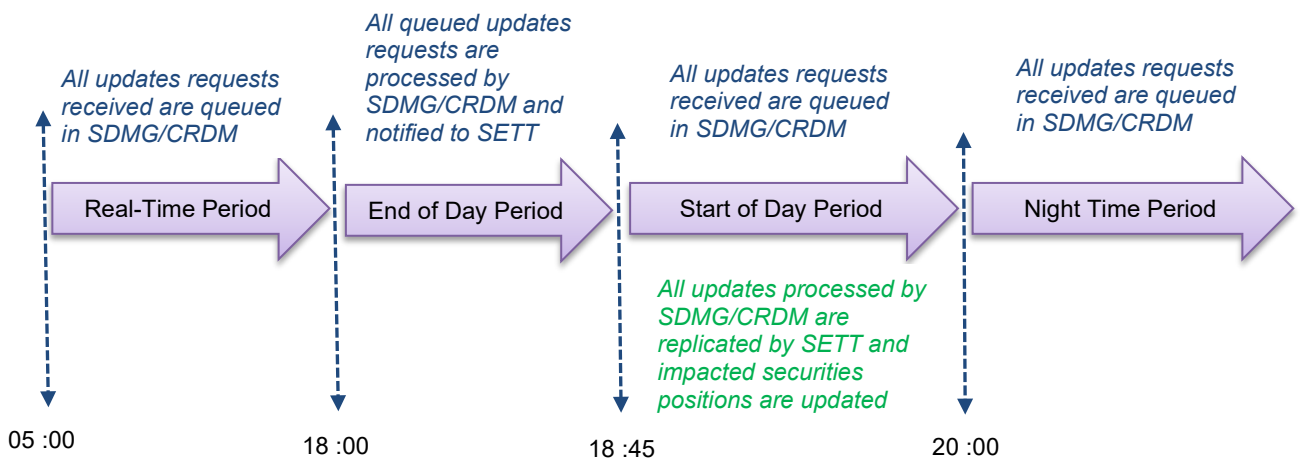 All updates requests
received are queued
in SDMG/CRDM
All queued updates
requests are
processed by
SDMG/CRDM and
notified to SETT
All updates requests
received are queued
in SDMG/CRDM
All updates requests
received are queued
in SDMG/CRDM
Real-Time Period
End of Day Period
Start of Day Period
Night Time Period
All updates processed by
SDMG/CRDM are
replicated by SETT and
impacted securities
positions are updated
05 :00
18 :00
18 :45
20 :00